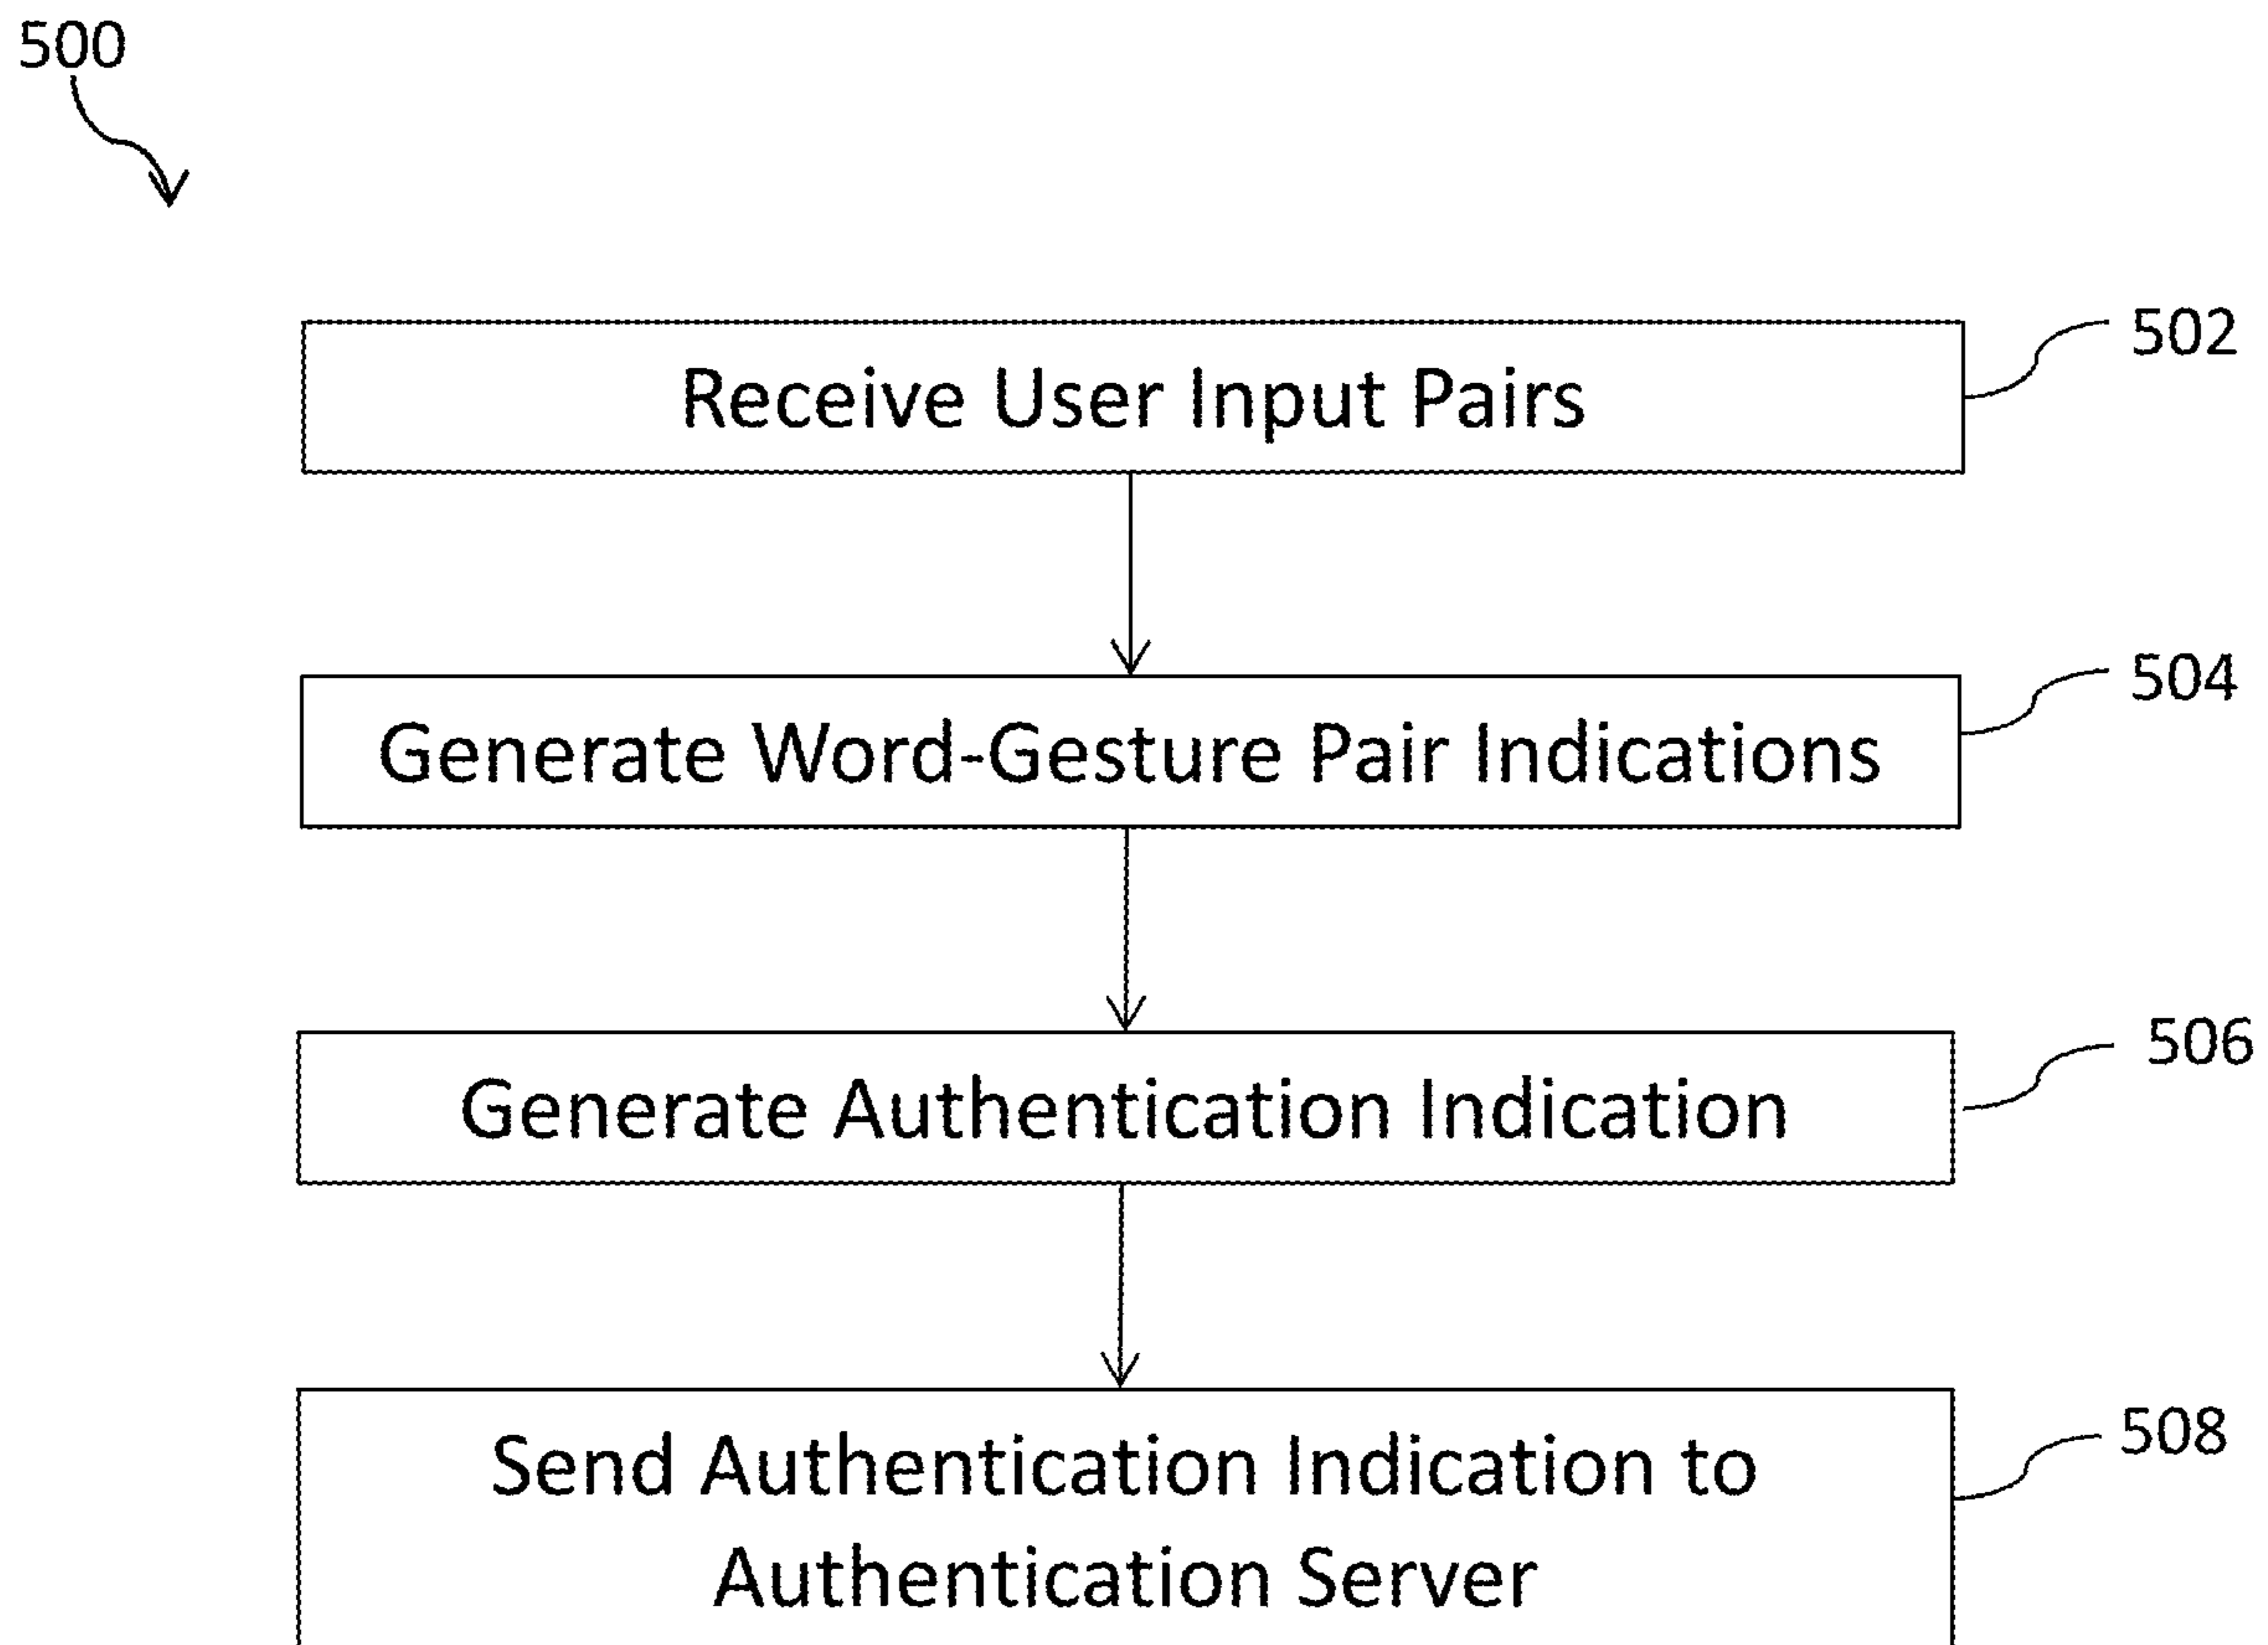 500
502
Receive User Input Pairs
504
Generate Word-Gesture Pair Indications
506
Generate Authentication Indication
508
Send Authentication Indication to
Authentication Server